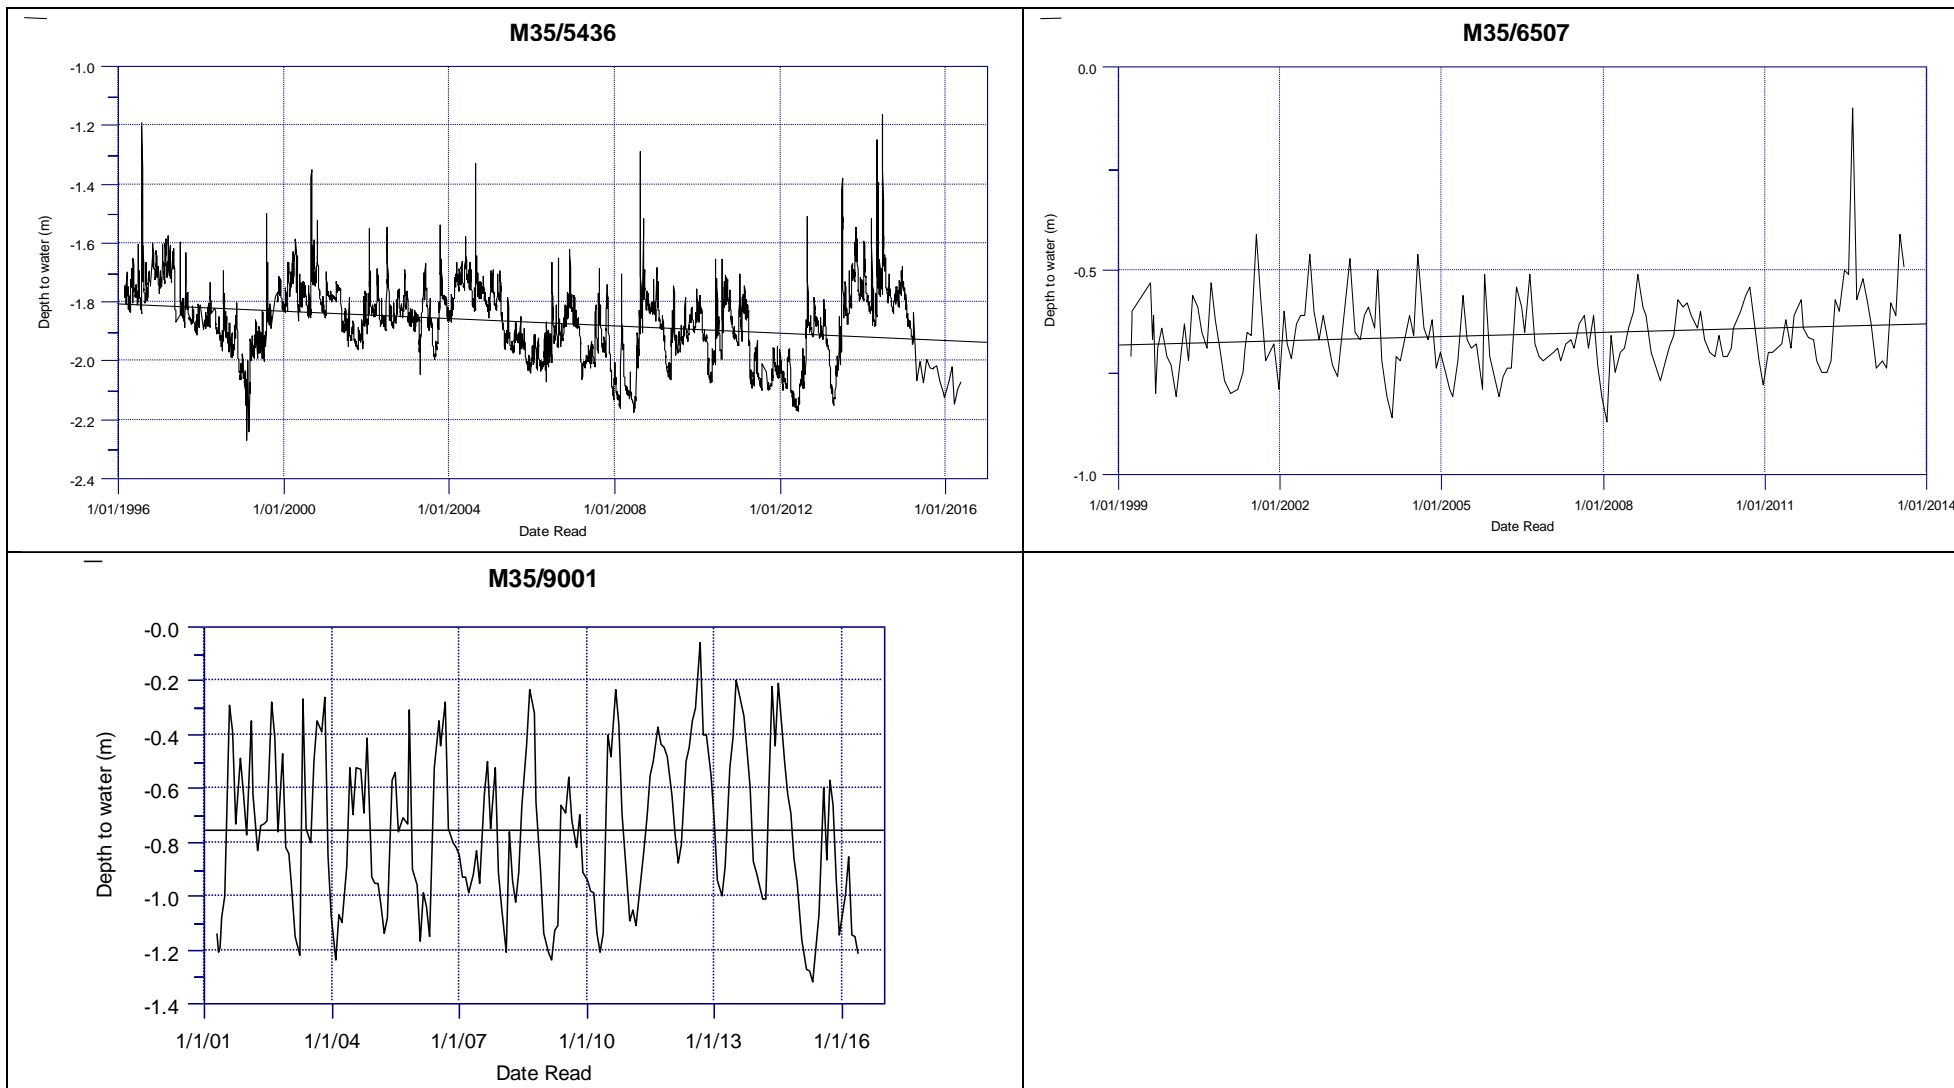 M35/5436
-1.0
-1.2
-1.4
-1.6
-1.8
-2.0
-2.2
-2.4
Depth to water (m)
1/01/1996 1/01/2000 1/01/2004 1/01/2008 1/01/2012 1/01/2016
Date Read
M35/6507
0.0
-0.5
-1.0
Depth to water (m)
1/01/1999 1/01/2002 1/01/2005 1/01/2008 1/01/2011 1/01/2014
Date Read
M35/9001
-0.0
-0.2
-0.4
-0.6
-0.8
-1.0
-1.2
-1.4
Depth to water (m)
1/1/01 1/1/04 1/1/07 1/1/10 1/1/13 1/1/16
Date Read